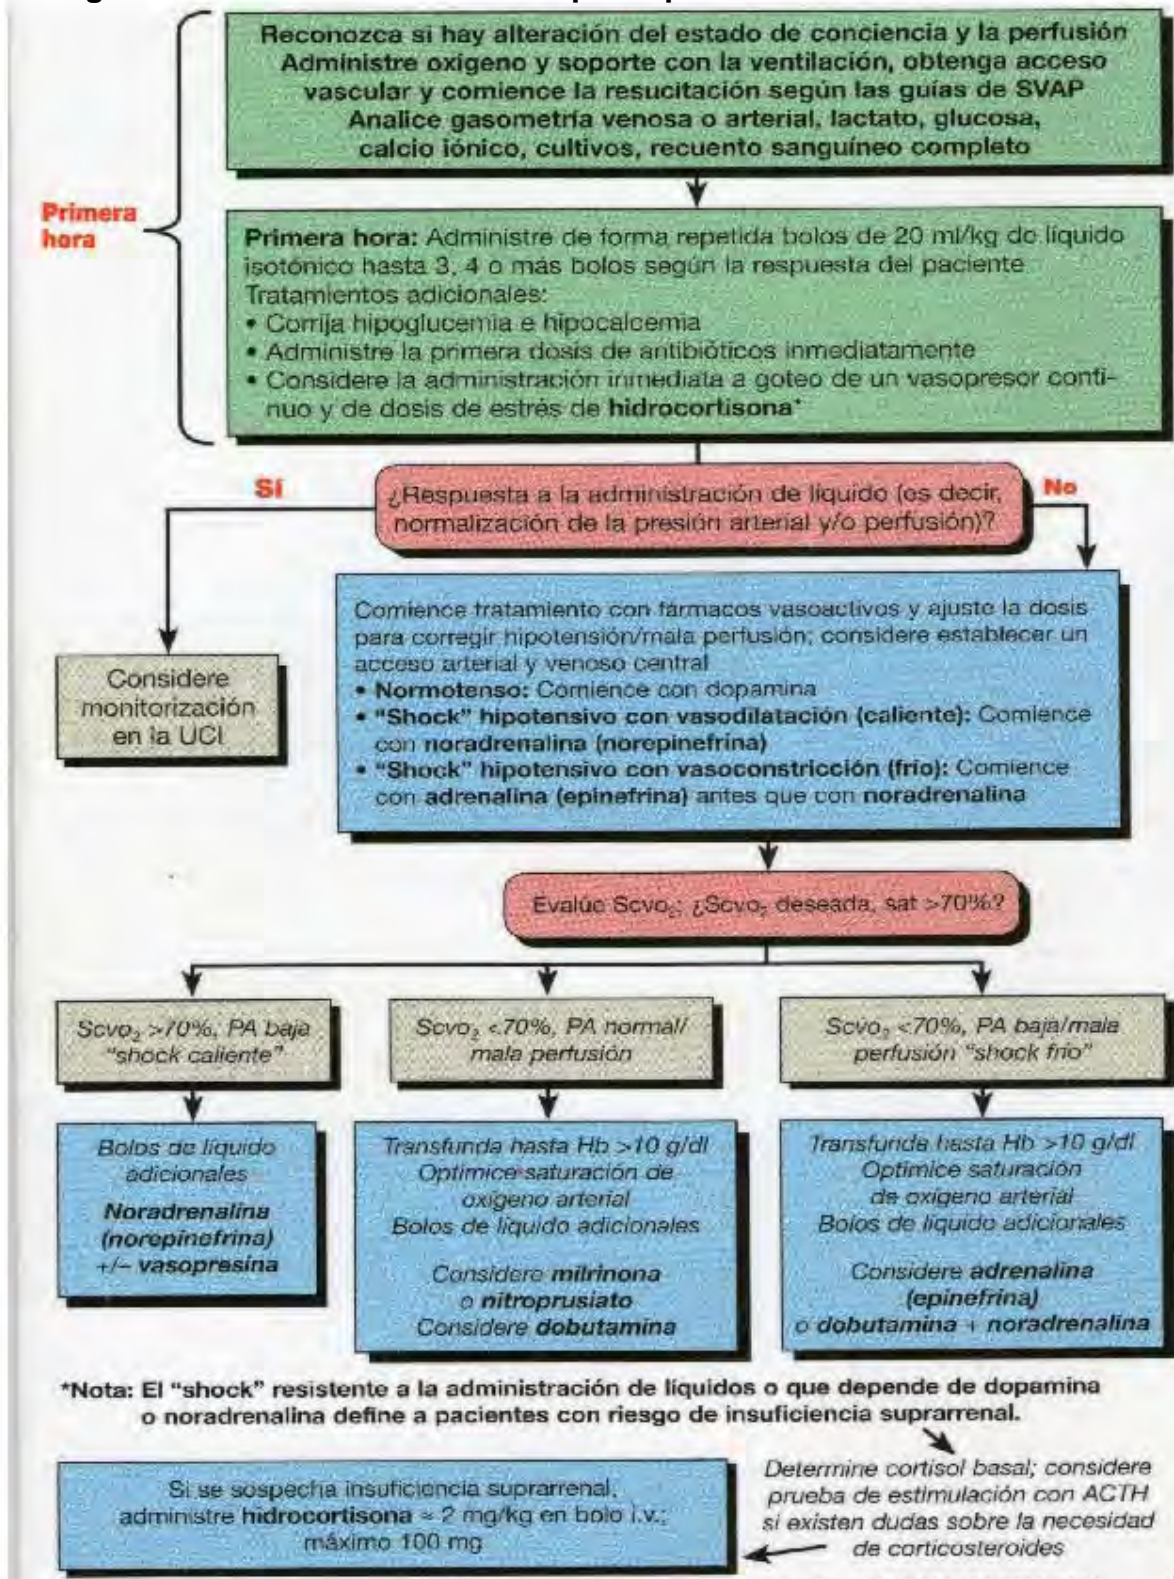 Reconozca si hay alteración del estado de conciencia y la perfusión
Administre oxígeno y soporte con la ventilación, obtenga acceso
vascular y comience la resucitación según las guías de SVAP
Analice gasometría venosa o arterial, lactato, glucosa,
calcio iónico, cultivos, recuento sanguíneo completo
Primera
hora
Primera hora: Administre de forma repetida bolos de 20 ml/kg de líquido
isotónico hasta 3, 4 o más bolos según la respuesta del paciente
Tratamientos adicionales:
• Corrija hipoglucemia e hipocalcemia
• Administre la primera dosis de antibióticos inmediatamente
• Considere la administración inmediata a goteo de un vasopresor conti-
nuo y de dosis de estrés de hidrocortisona*
Sí
¿Respuesta a la administración de líquido (es decir,
normalización de la presión arterial y/o perfusión)?
No
Considere
monitorización
en la UCI
Comience tratamiento con fármacos vasoactivos y ajuste la dosis
para corregir hipotensión/mala perfusión; considere establecer un
acceso arterial y venoso central
• Normotenso: Comience con dopamina
• "Shock" hipotensivo con vasodilatación (caliente): Comience
con noradrenalina (norepinefrina)
• "Shock" hipotensivo con vasoconstricción (frío): Comience
con adrenalina (epinefrina) antes que con noradrenalina
Evalúe Scvo₂; ¿Scvo₂ deseada, sat >70%?
Scvo₂ >70%, PA baja
"shock caliente"
Bolos de líquido
adicionales
Noradrenalina
(norepinefrina)
+/– vasopresina
Scvo₂ <70%, PA normal/
mala perfusión
Transfunda hasta Hb >10 g/dl
Optimice saturación de
oxígeno arterial
Bolos de líquido adicionales
Considere milrinona
o nitroprusiato
Considere dobutamina
Scvo₂ <70%, PA baja/mala
perfusión "shock frío"
Transfunda hasta Hb >10 g/dl
Optimice saturación
de oxígeno arterial
Bolos de líquido adicionales
Considere adrenalina
(epinefrina)
o dobutamina + noradrenalina
*Nota: El "shock" resistente a la administración de líquidos o que depende de dopamina
o noradrenalina define a pacientes con riesgo de insuficiencia suprarrenal.
Determine cortisol basal; considere
prueba de estimulación con ACTH
si existen dudas sobre la necesidad
de corticosteroides
Si se sospecha insuficiencia suprarrenal,
administre hidrocortisona ≈ 2 mg/kg en bolo i.v.;
máximo 100 mg